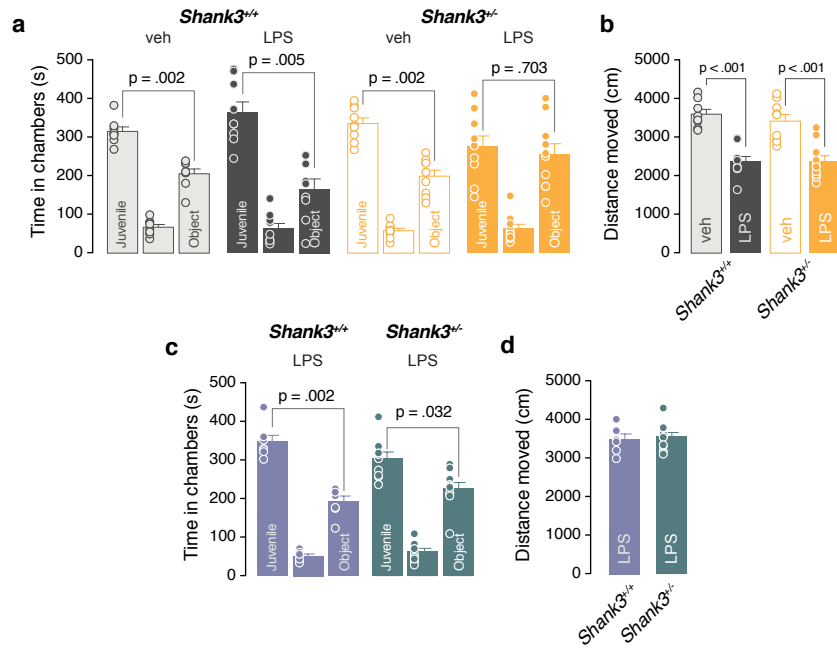 a
Shank3+/+
Shank3+/-
veh
LPS
veh
LPS
Time in chambers (s)
500
400
300
200
100
0
p = .002
p = .005
p = .002
p = .703
Juvenile
Object
Juvenile
Object
Juvenile
Object
Juvenile
Object
b
Distance moved (cm)
5000
4000
3000
2000
1000
0
p < .001
p < .001
veh
LPS
veh
LPS
Shank3+/+
Shank3+/-
c
Shank3+/+
Shank3+/-
LPS
LPS
Time in chambers (s)
500
400
300
200
100
0
p = .002
p = .032
Juvenile
Object
Juvenile
Object
d
Distance moved (cm)
5000
4000
3000
2000
1000
0
LPS
LPS
Shank3+/+
Shank3+/-